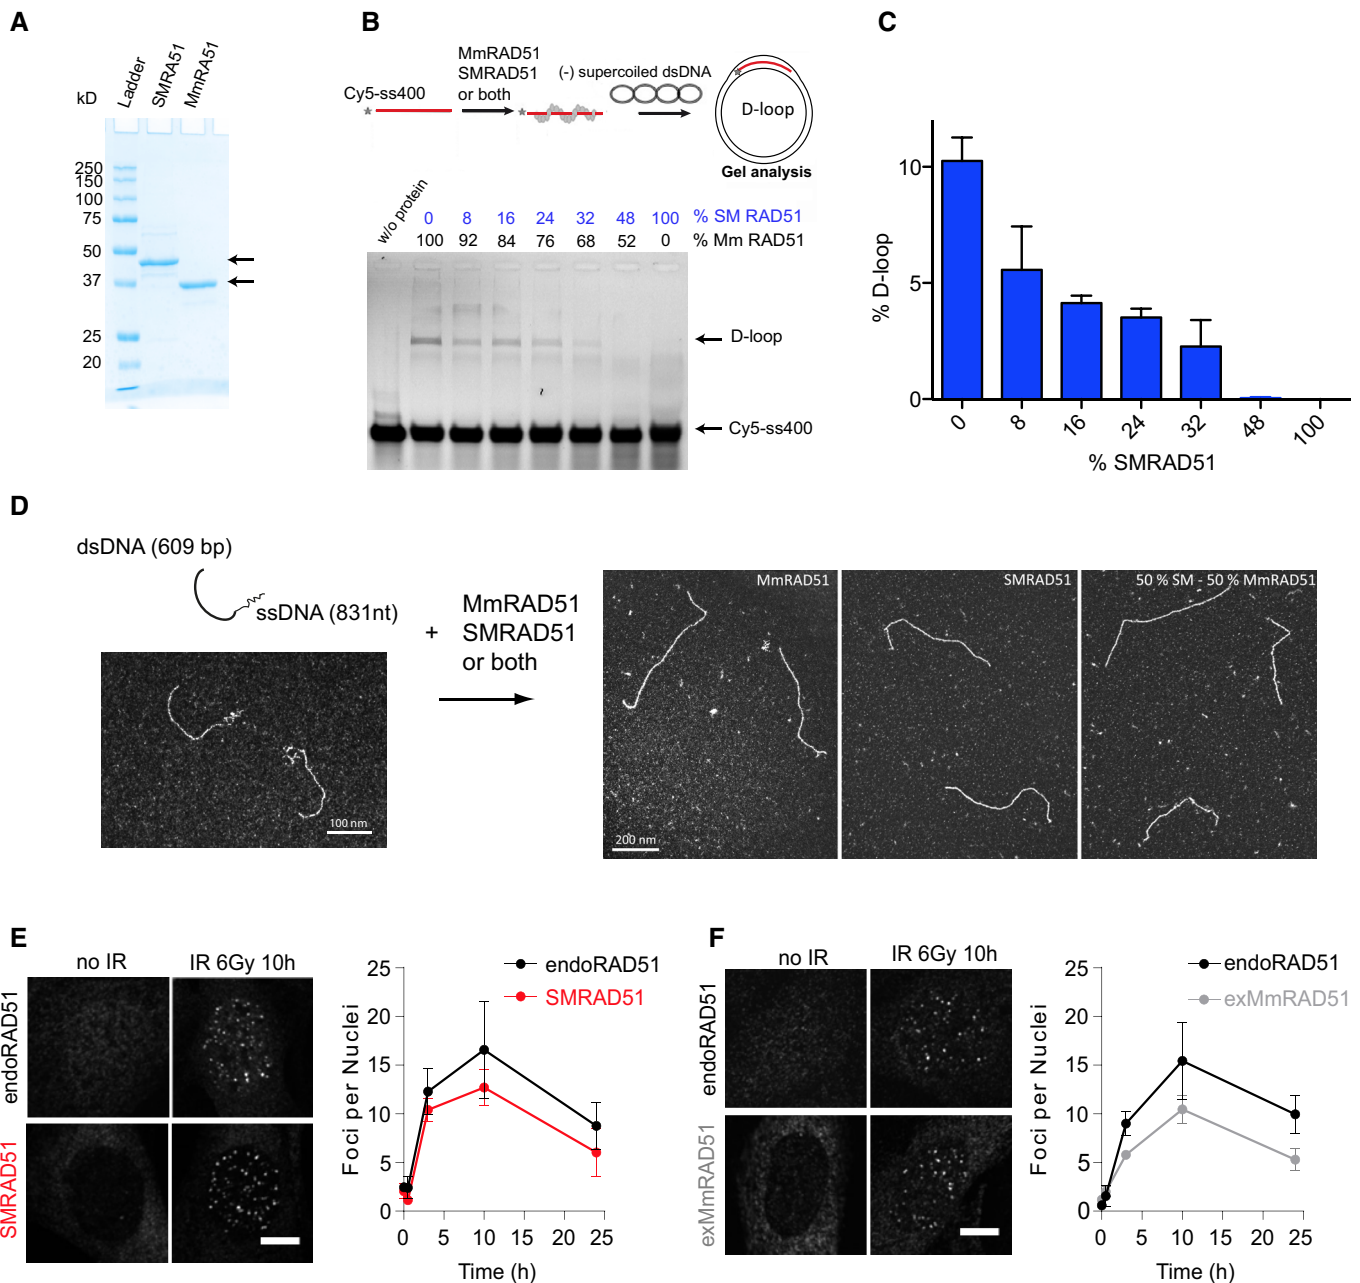 A
kD
Ladder
SMRA51
MmRA51
250
150
100
75
50
37
25
20
B
Cy5-ss400
MmRAD51
SMRAD51
or both
(-) supercoiled dsDNA
D-loop
Gel analysis
w/o protein
0 8 16 24 32 48 100 % SM RAD51
100 92 84 76 68 52 0 % Mm RAD51
D-loop
Cy5-ss400
C
% D-loop
10
5
0
0 8 16 24 32 48 100
% SMRAD51
D
dsDNA (609 bp)
ssDNA (831nt)
100 nm
+
MmRAD51
SMRAD51
or both
MmRAD51
200 nm
SMRAD51
50 % SM - 50 % MmRAD51
E
no IR
IR 6Gy 10h
endoRAD51
SMRAD51
Foci per Nuclei
25
20
15
10
5
0
0 5 10 15 20 25
Time (h)
endoRAD51
SMRAD51
F
no IR
IR 6Gy 10h
endoRAD51
exMmRAD51
Foci per Nuclei
25
20
15
10
5
0
0 5 10 15 20 25
Time (h)
endoRAD51
exMmRAD51